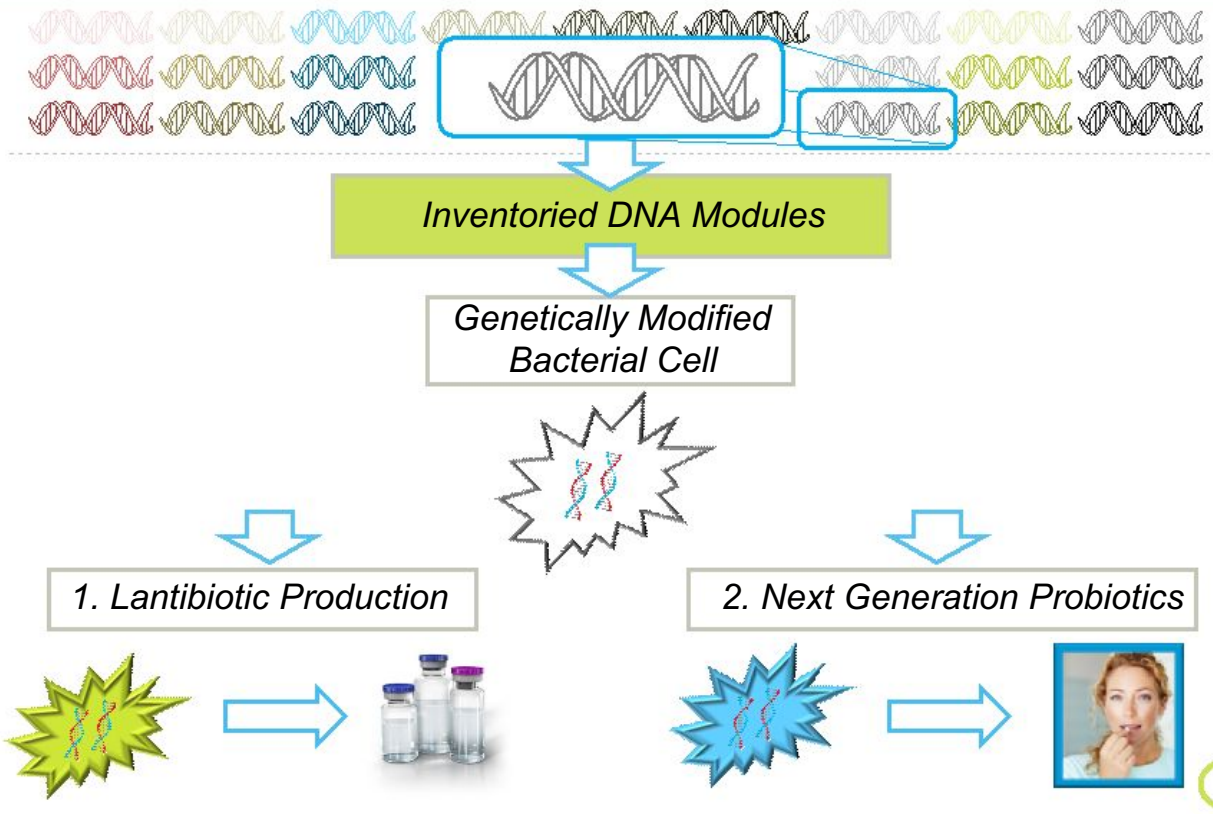 Inventoried DNA Modules
Genetically Modified
Bacterial Cell
1. Lantibiotic Production
2. Next Generation Probiotics